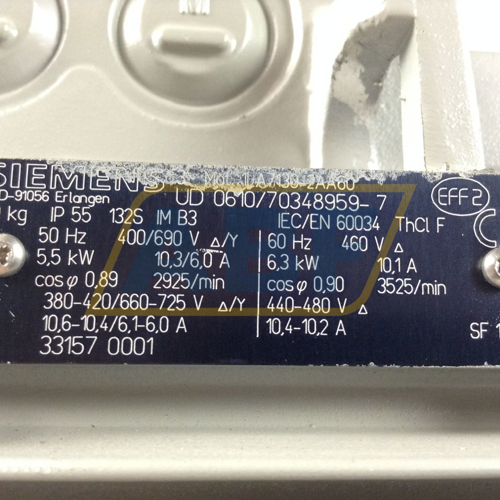 M
SIEMENS
D-91056 Erlangen
UD 0610/70348959-7
EFF2
kg IP 55 132S IM B3 IEC/EN 60034 ThCl F
50 Hz 400/690 V Δ/Y 60 Hz 460 V Δ
5,5 kW 10,3/6,0 A 6,3 kW 10,1 A
cosφ 0,89 2925/min cosφ 0,90 3525/min
380-420/660-725 V Δ/Y 440-480 V Δ
10,6-10,4/6,1-6,0 A 10,4-10,2 A
33157 0001
SF